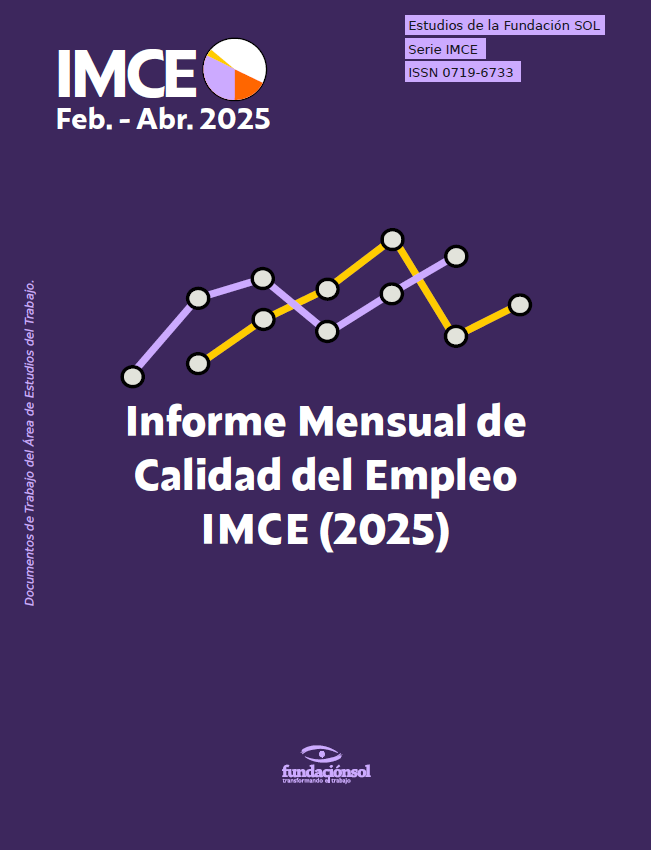 Estudios de la Fundación SOL
Serie IMCE
ISSN 0719-6733
IMCE
Feb. - Abr. 2025
Documentos de Trabajo del Área de Estudios del Trabajo.
Informe Mensual de
Calidad del Empleo
IMCE (2025)
fundaciónsol
transformando el trabajo